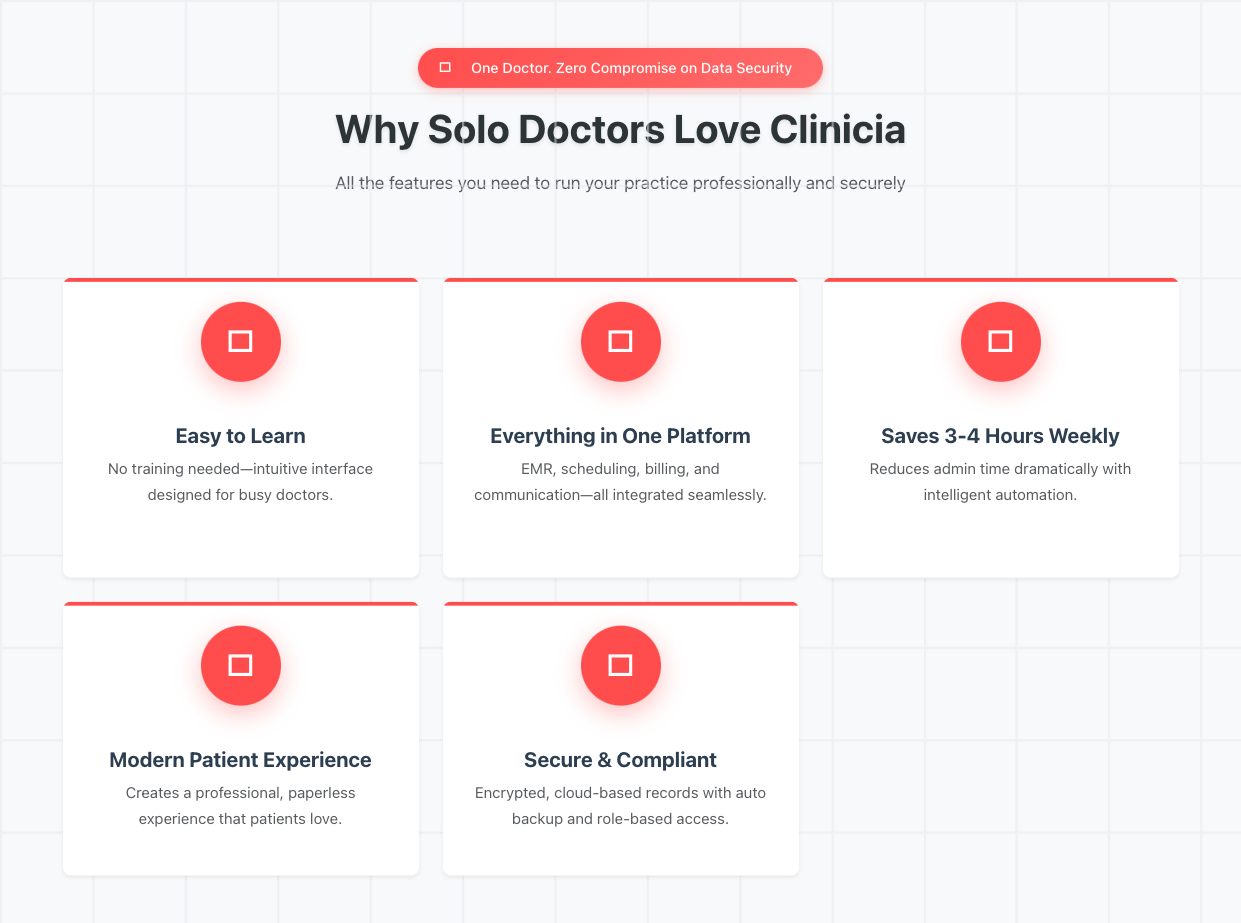 One Doctor. Zero Compromise on Data Security
Why Solo Doctors Love Clinicia
All the features you need to run your practice professionally and securely
Easy to Learn
No training needed—intuitive interface
designed for busy doctors.
Everything in One Platform
EMR, scheduling, billing, and
communication—all integrated seamlessly.
Saves 3-4 Hours Weekly
Reduces admin time dramatically with
intelligent automation.
Modern Patient Experience
Creates a professional, paperless
experience that patients love.
Secure & Compliant
Encrypted, cloud-based records with auto
backup and role-based access.